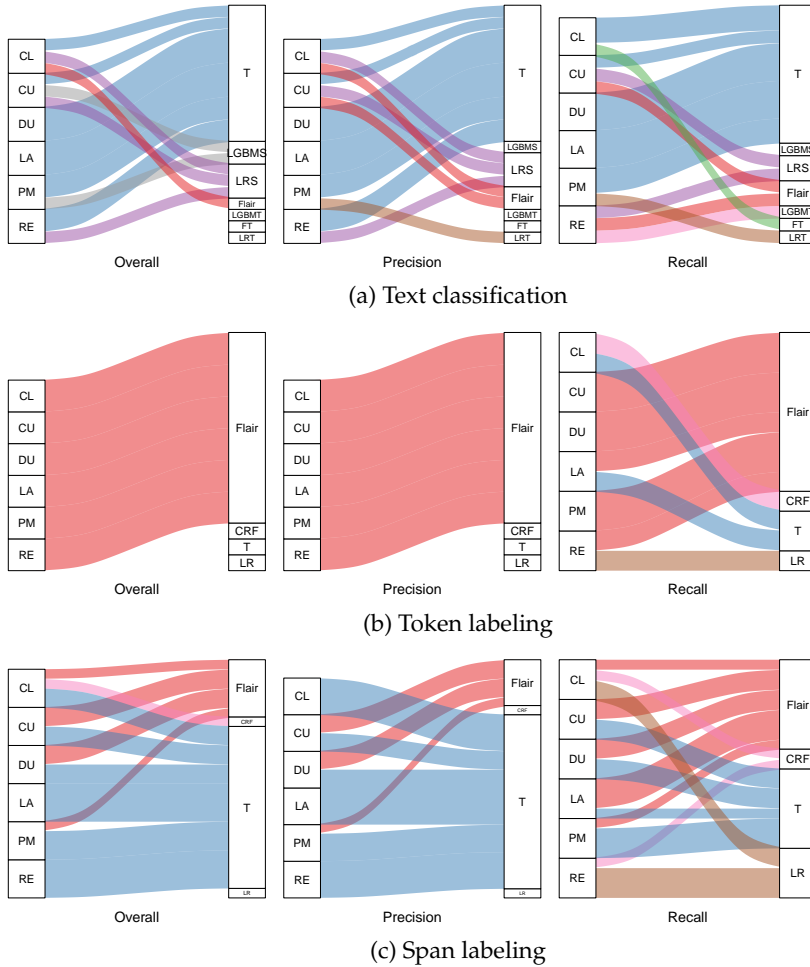 CL
CU
DU
LA
PM
RE
T
LGBMS
LRS
Flair
LGBMT
FT
LRT
Overall
CL
CU
DU
LA
PM
RE
T
LGBMS
LRS
Flair
LGBMT
FT
LRT
Precision
CL
CU
DU
LA
PM
RE
T
LGBMS
LRS
Flair
LGBMT
FT
LRT
Recall
(a) Text classification
CL
CU
DU
LA
PM
RE
Flair
CRF
T
LR
Overall
CL
CU
DU
LA
PM
RE
Flair
CRF
T
LR
Precision
CL
CU
DU
LA
PM
RE
Flair
CRF
T
LR
Recall
(b) Token labeling
CL
CU
DU
LA
PM
RE
Flair
CRF
T
LR
Overall
CL
CU
DU
LA
PM
RE
Flair
CRF
T
LR
Precision
CL
CU
DU
LA
PM
RE
Flair
CRF
T
LR
Recall
(c) Span labeling